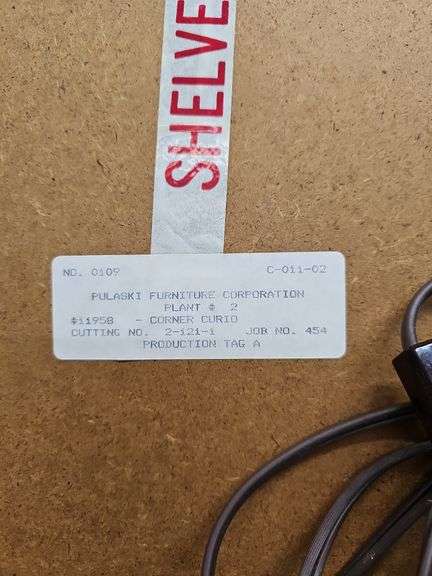 SHELVE
NO. 0109 C-011-02
PULASKI FURNITURE CORPORATION
PLANT # 2
#11958 - CORNER CURIO
CUTTING NO. 2-121-1 JOB NO. 454
PRODUCTION TAG A